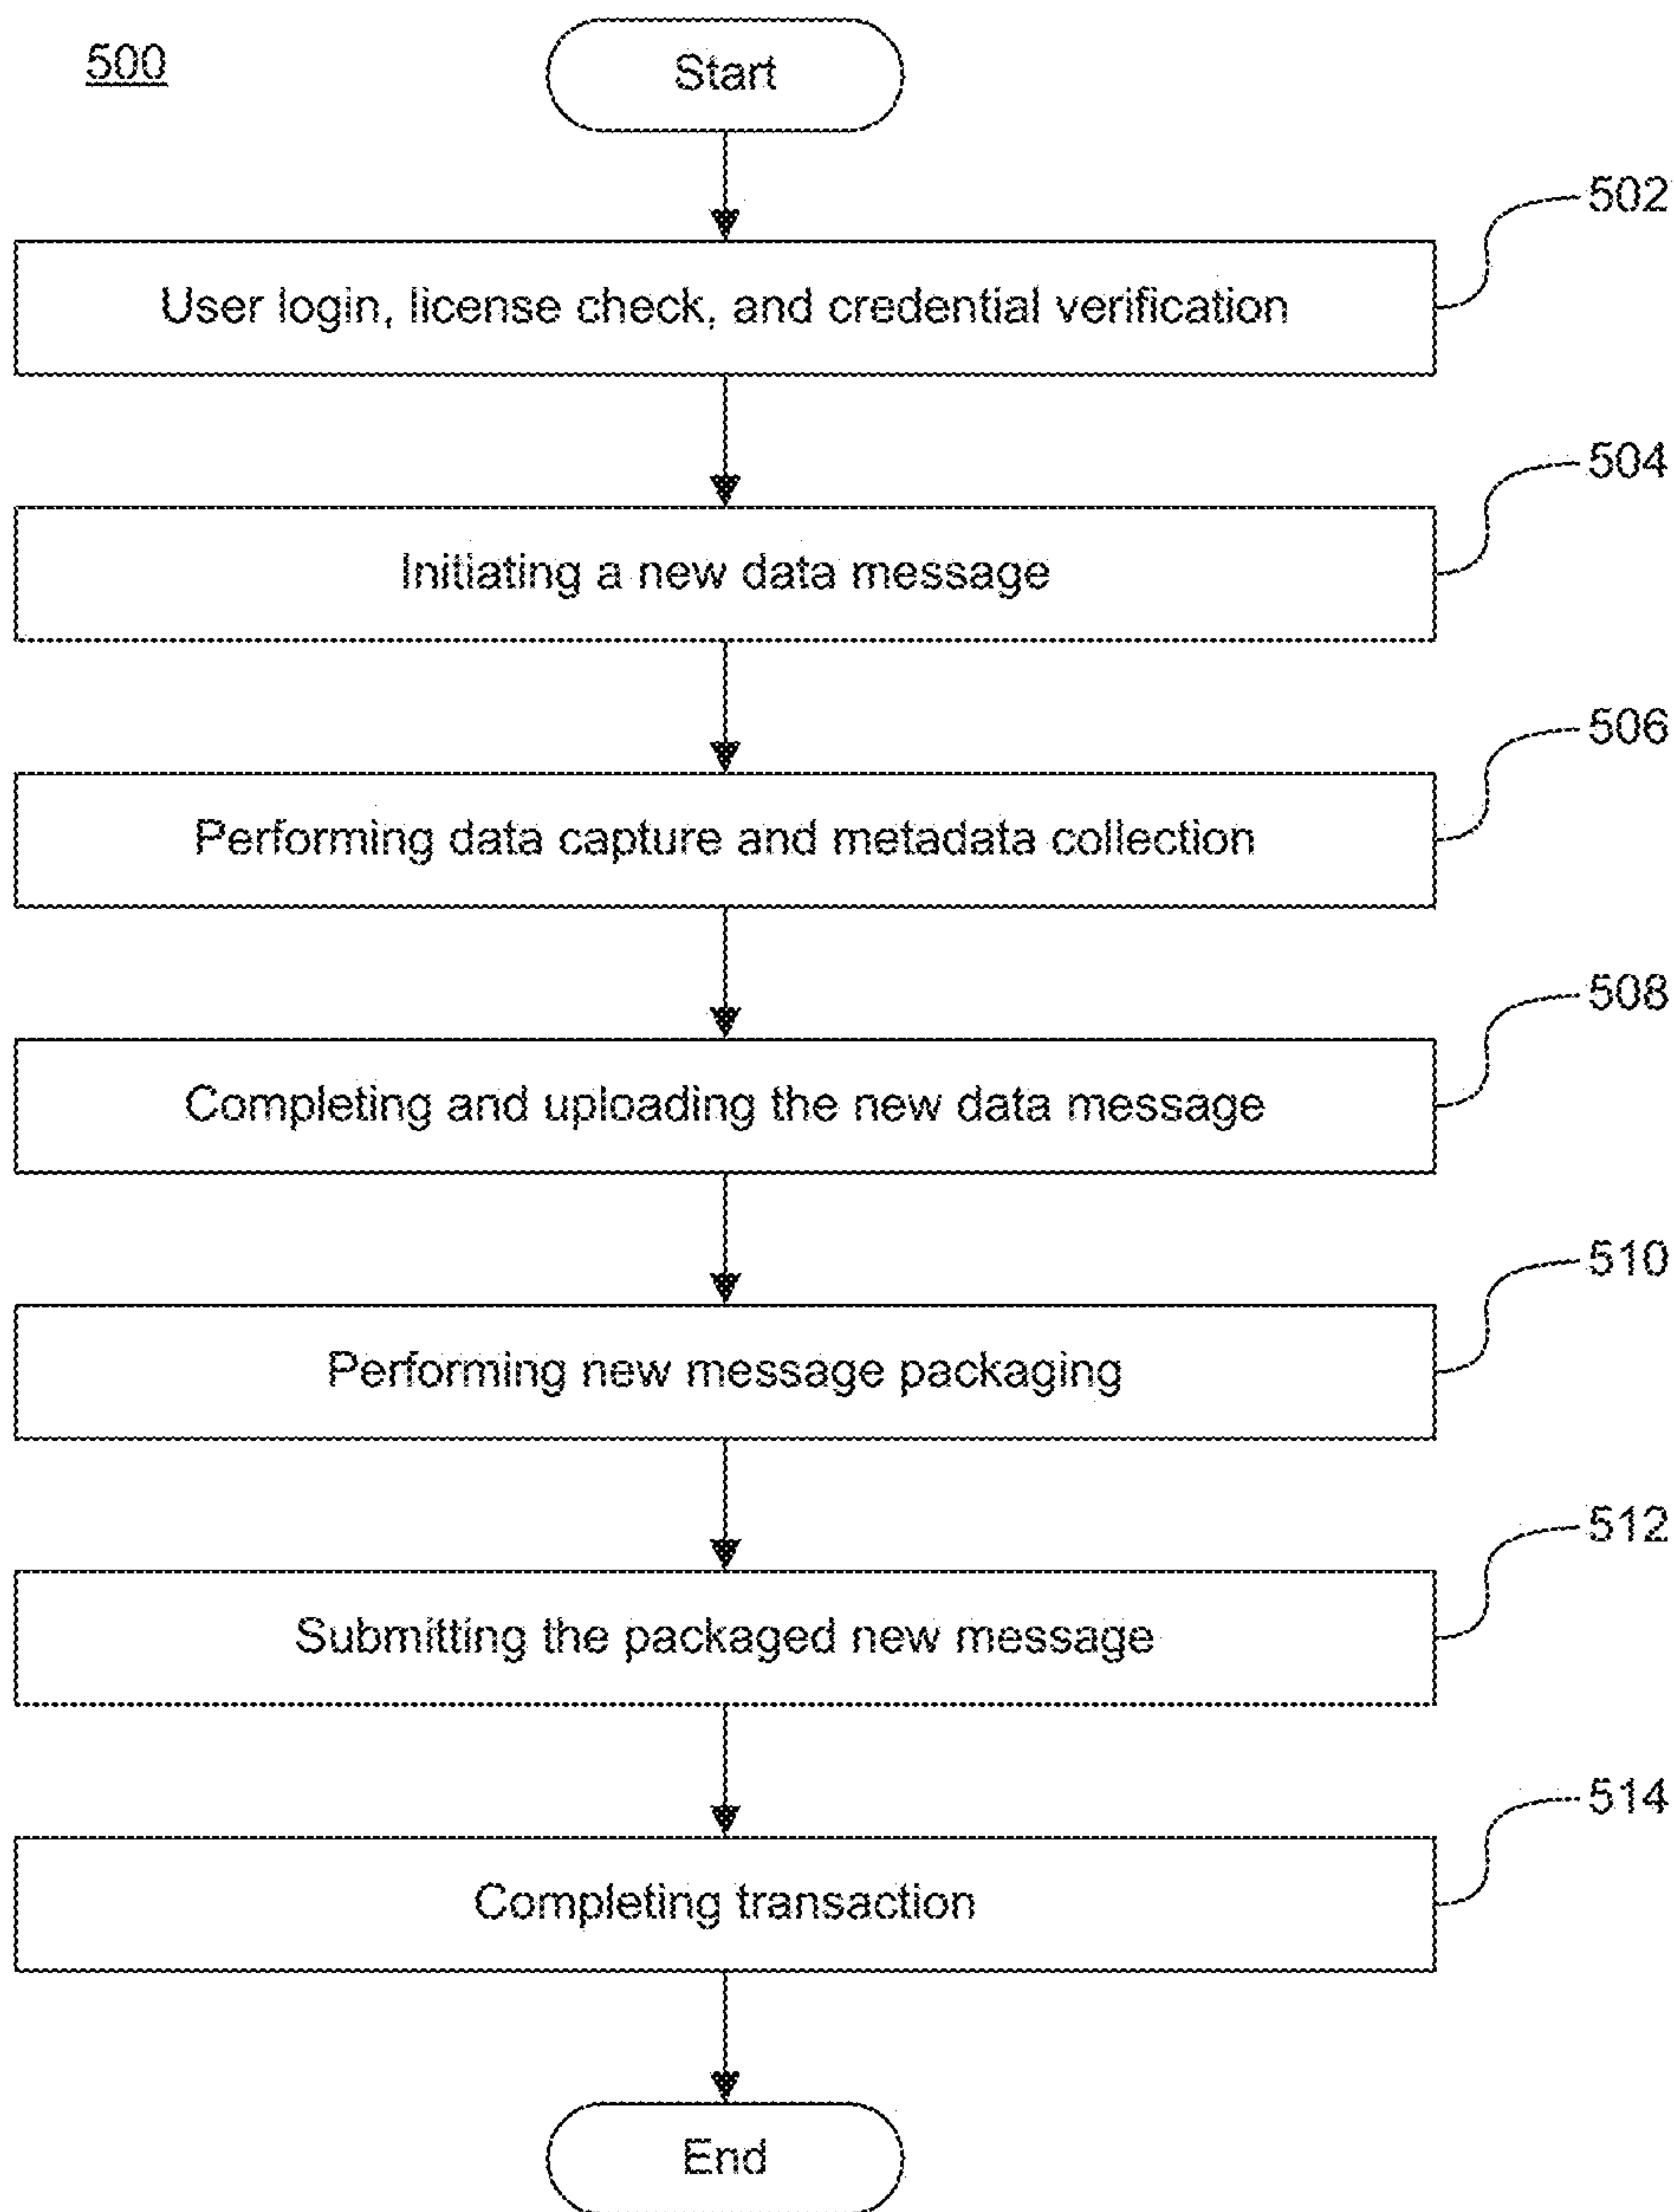 500
Start
502
User login, license check, and credential verification
504
Initiating a new data message
506
Performing data capture and metadata collection
508
Completing and uploading the new data message
510
Performing new message packaging
512
Submitting the packaged new message
514
Completing transaction
End